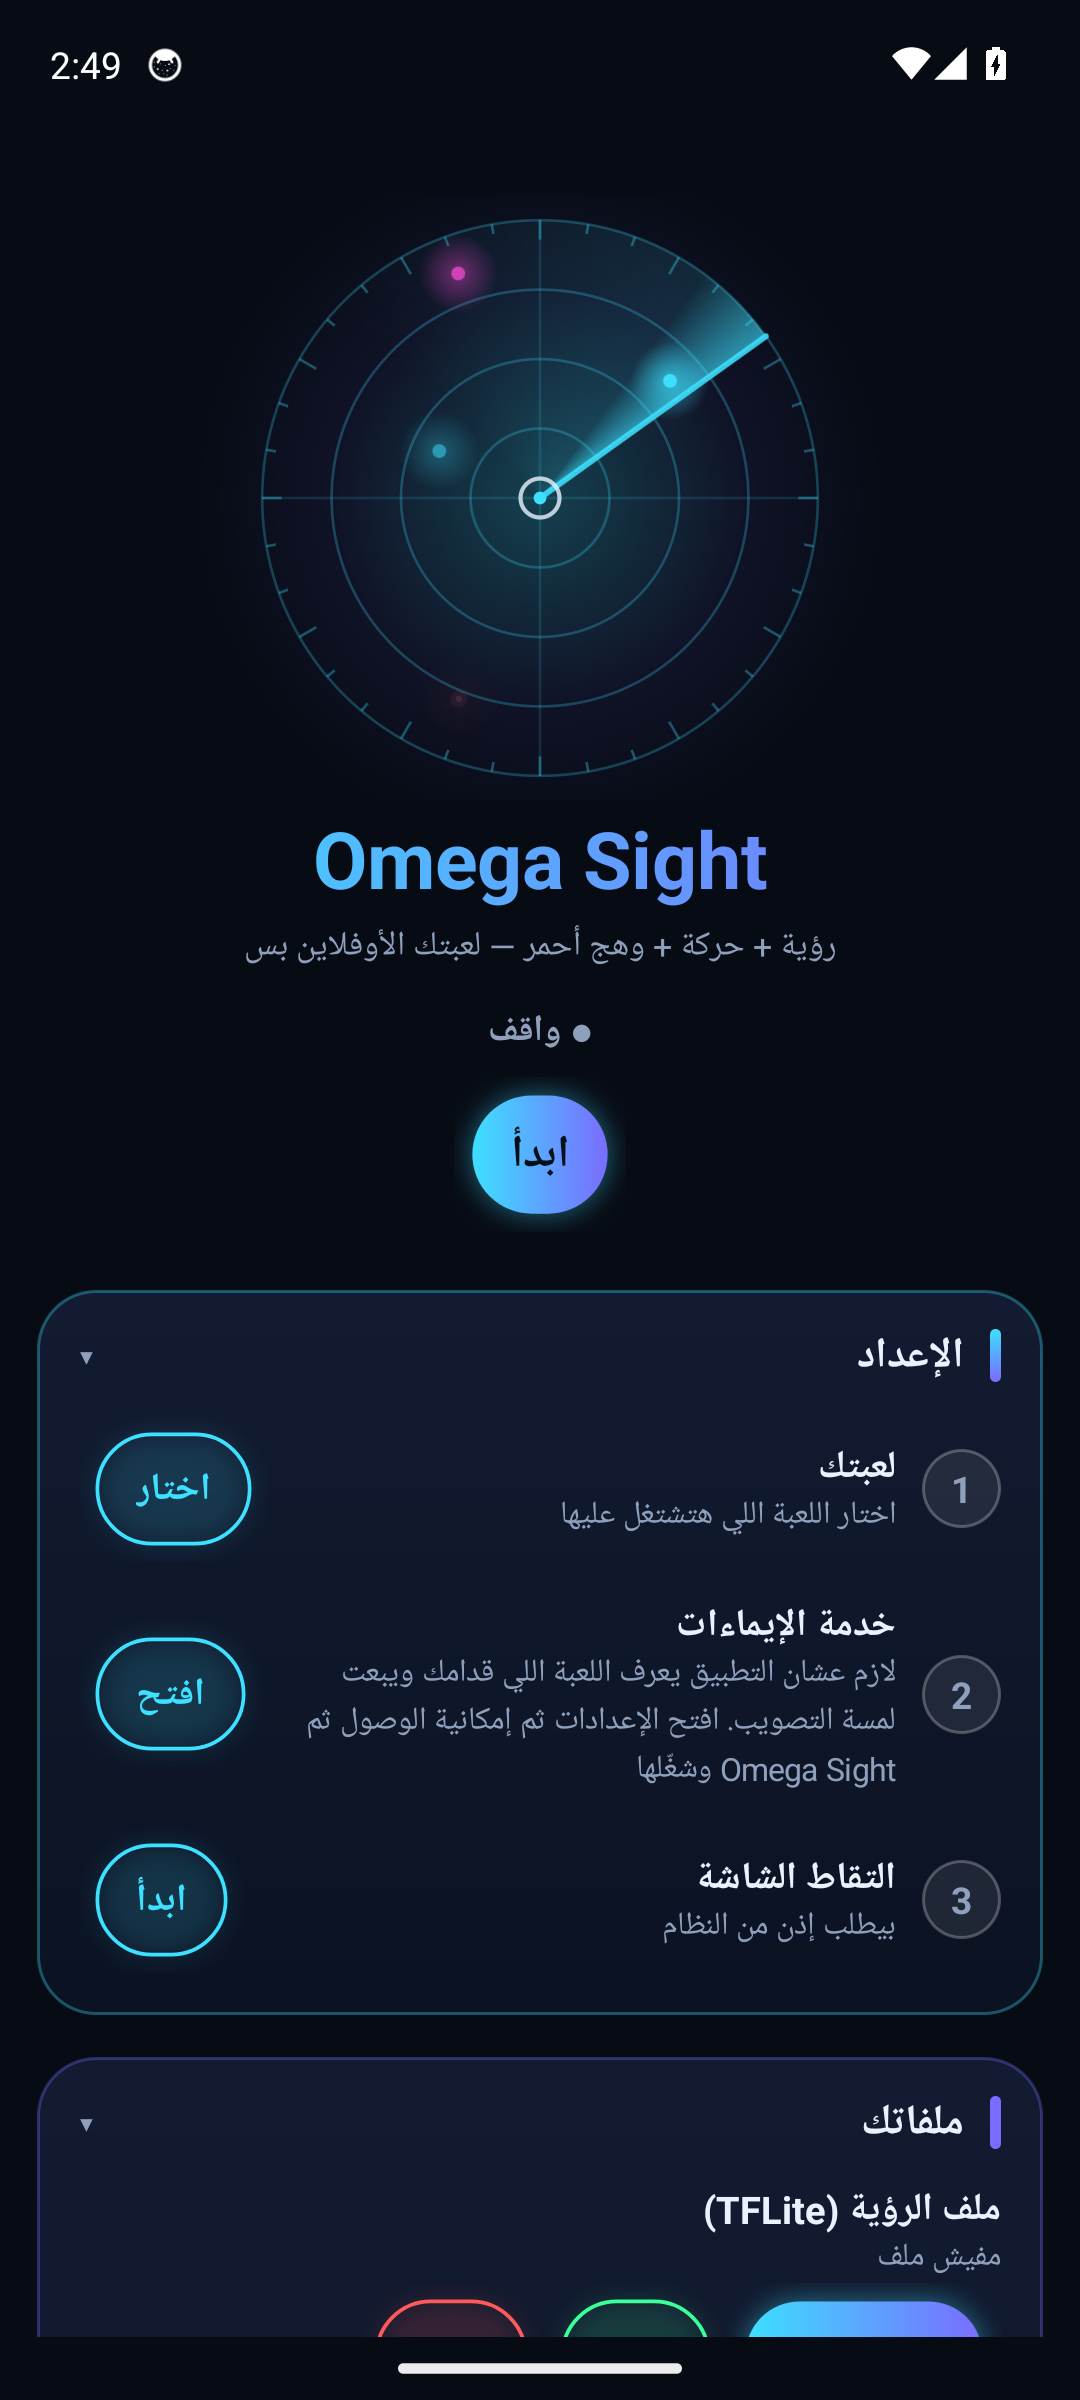 2:49
Omega Sight
رؤية + حركة + وهج أحمر – لعبتك الأوفلاين بس
● واقف
ابدأ
الإعداد ▼
1
لعبتك
اختار اللعبة اللي هتشتغل عليها
اختار
2
خدمة الإيماءات
لازم عشان التطبيق يعرف اللعبة اللي قدامك ويبعت
لمسة التصويب. افتح الإعدادات ثم إمكانية الوصول ثم
Omega Sight وشغّلها
افتح
3
التقاط الشاشة
بيطلب إذن من النظام
ابدأ
ملفاتك ▼
ملف الرؤية (TFLite)
مفيش ملف